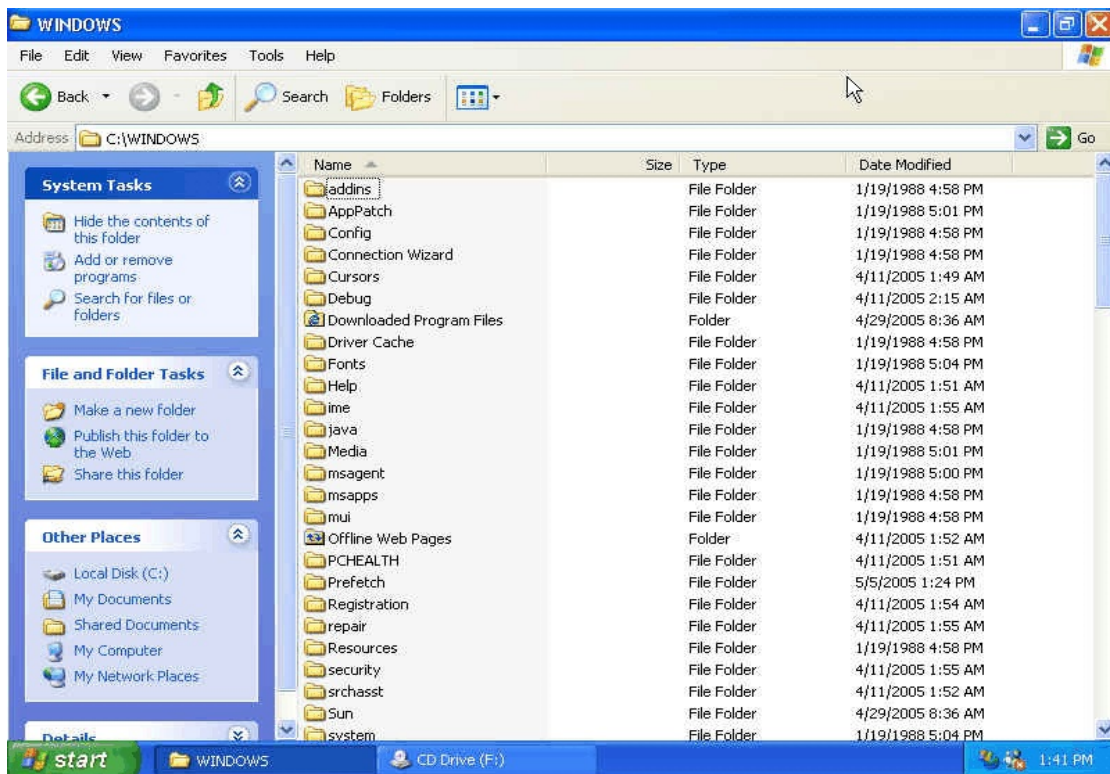 WINDOWS
File Edit View Favorites Tools Help
Back Search Folders
Address C:\WINDOWS Go
System Tasks
Hide the contents of
this folder
Add or remove
programs
Search for files or
folders
File and Folder Tasks
Make a new folder
Publish this folder to
the Web
Share this folder
Other Places
Local Disk (C:)
My Documents
Shared Documents
My Computer
My Network Places
Details
Name Size Type Date Modified
addins File Folder 1/19/1988 4:58 PM
AppPatch File Folder 1/19/1988 5:01 PM
Config File Folder 1/19/1988 4:58 PM
Connection Wizard File Folder 1/19/1988 4:58 PM
Cursors File Folder 4/11/2005 1:49 AM
Debug File Folder 4/11/2005 2:15 AM
Downloaded Program Files Folder 4/29/2005 8:36 AM
Driver Cache File Folder 1/19/1988 4:58 PM
Fonts File Folder 1/19/1988 5:04 PM
Help File Folder 4/11/2005 1:51 AM
ime File Folder 4/11/2005 1:55 AM
java File Folder 1/19/1988 4:58 PM
Media File Folder 1/19/1988 5:01 PM
msagent File Folder 1/19/1988 5:00 PM
msapps File Folder 1/19/1988 4:58 PM
mui File Folder 1/19/1988 4:58 PM
Offline Web Pages Folder 4/11/2005 1:52 AM
PCHEALTH File Folder 4/11/2005 1:51 AM
Prefetch File Folder 5/5/2005 1:24 PM
Registration File Folder 4/11/2005 1:54 AM
repair File Folder 4/11/2005 1:55 AM
Resources File Folder 1/19/1988 4:58 PM
security File Folder 4/11/2005 1:55 AM
srchasst File Folder 4/11/2005 1:52 AM
Sun File Folder 4/29/2005 8:36 AM
system File Folder 1/19/1988 5:04 PM
start WINDOWS CD Drive (F:) 1:41 PM